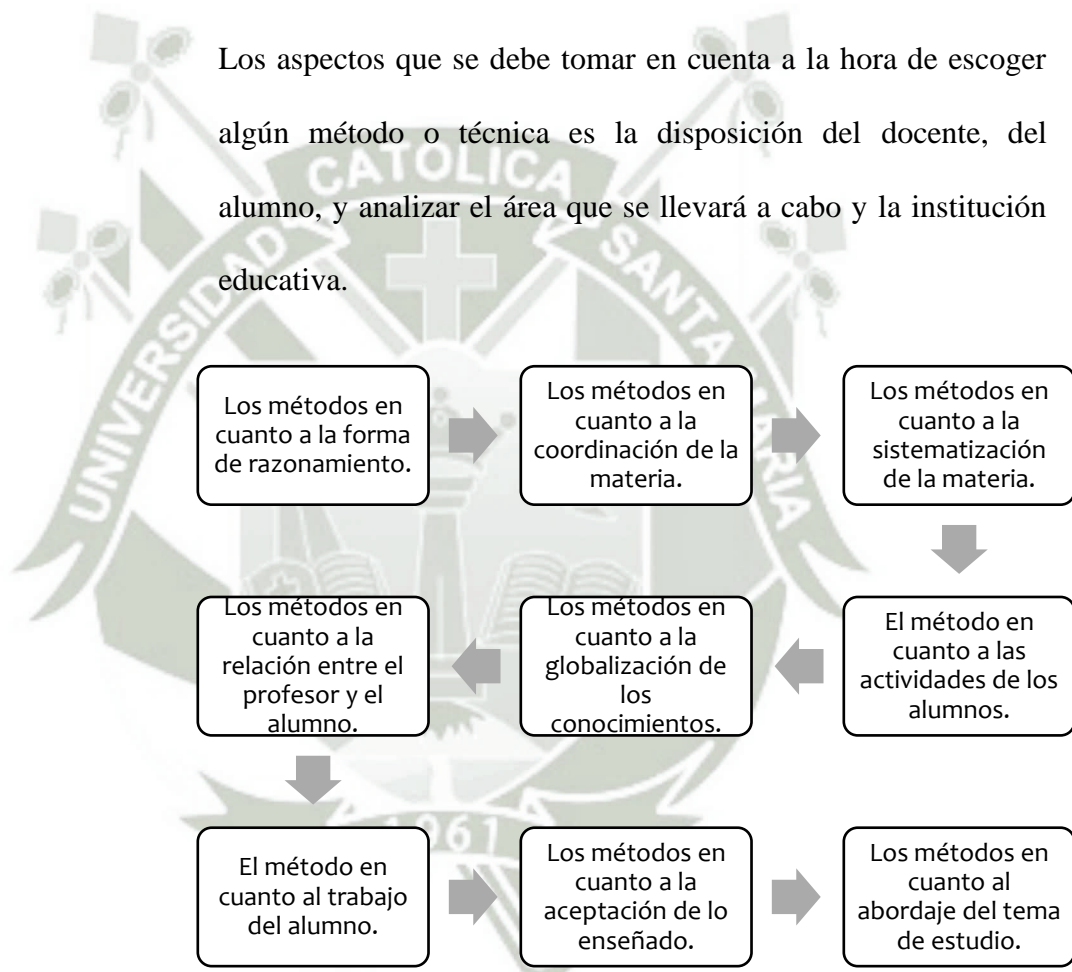 Los aspectos que se debe tomar en cuenta a la hora de escoger
algún método o técnica es la disposición del docente, del
alumno, y analizar el área que se llevará a cabo y la institución
educativa.
UNIVERSIDAD CATOLICA SANTA MARIA
Los métodos en
cuanto a la forma
de razonamiento.
Los métodos en
cuanto a la
coordinación de la
materia.
Los métodos en
cuanto a la
sistematización
de la materia.
El método en
cuanto a las
actividades de los
alumnos.
Los métodos en
cuanto a la
globalización de
los
conocimientos.
Los métodos en
cuanto a la
relación entre el
profesor y el
alumno.
El método en
cuanto al trabajo
del alumno.
Los métodos en
cuanto a la
aceptación de lo
enseñado.
Los métodos en
cuanto al
abordaje del tema
de estudio.
1961